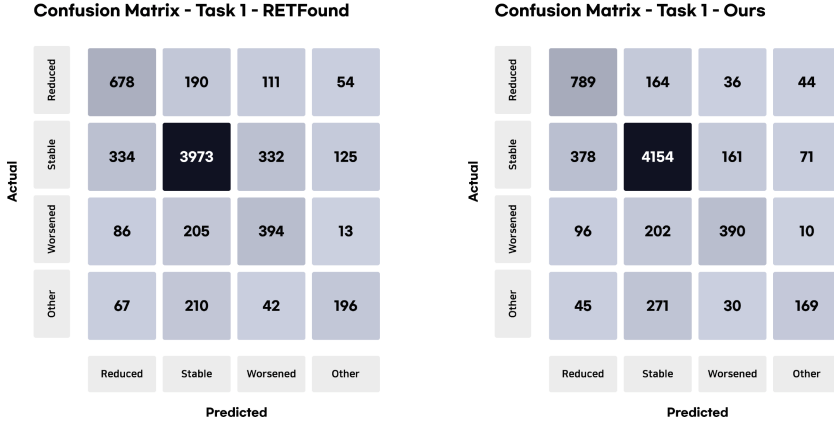 Confusion Matrix - Task 1 - RETFound
Actual
Reduced 678 190 111 54
Stable 334 3973 332 125
Worsened 86 205 394 13
Other 67 210 42 196
Reduced Stable Worsened Other
Predicted
Confusion Matrix - Task 1 - Ours
Actual
Reduced 789 164 36 44
Stable 378 4154 161 71
Worsened 96 202 390 10
Other 45 271 30 169
Reduced Stable Worsened Other
Predicted